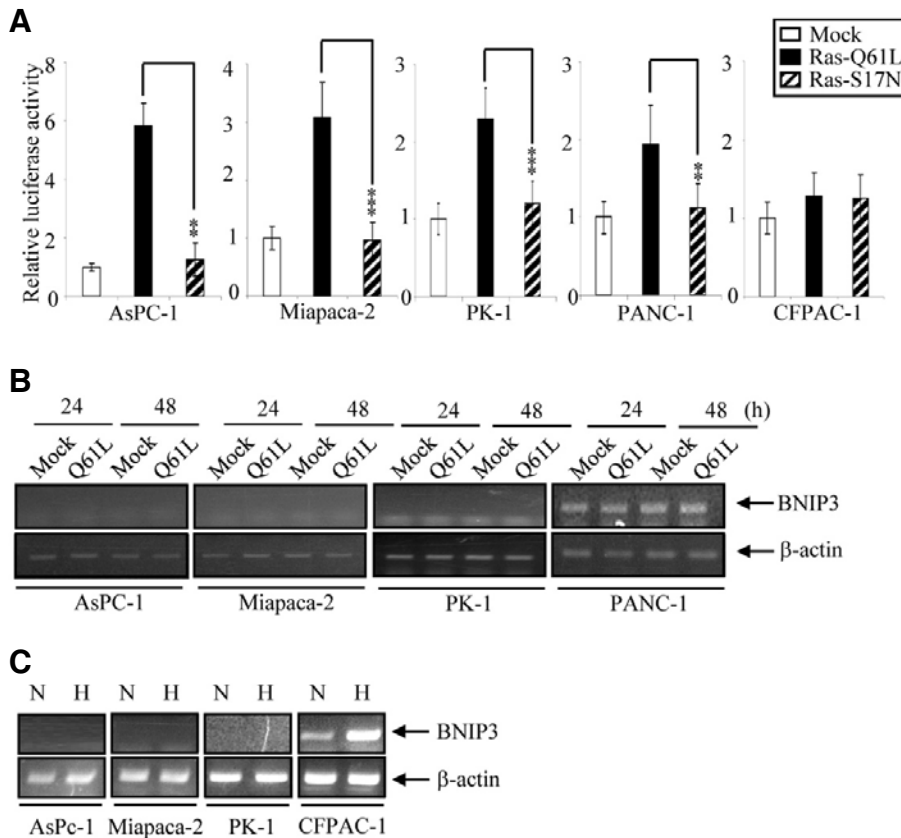 A
Mock
Ras-Q61L
Ras-S17N
Relative luciferase activity
8 4 3 3 3
6 3 2 2 2
4 2 1 1 1
2 1 0 0 0
0 0
** *** *** **
AsPC-1 Miapaca-2 PK-1 PANC-1 CFPAC-1
B
24 48 24 48 24 48 24 48 (h)
Mock Q61L Mock Q61L Mock Q61L Mock Q61L Mock Q61L Mock Q61L Mock Q61L Mock Q61L
BNIP3
β-actin
AsPC-1 Miapaca-2 PK-1 PANC-1
C
N H N H N H N H
BNIP3
β-actin
AsPc-1 Miapaca-2 PK-1 CFPAC-1